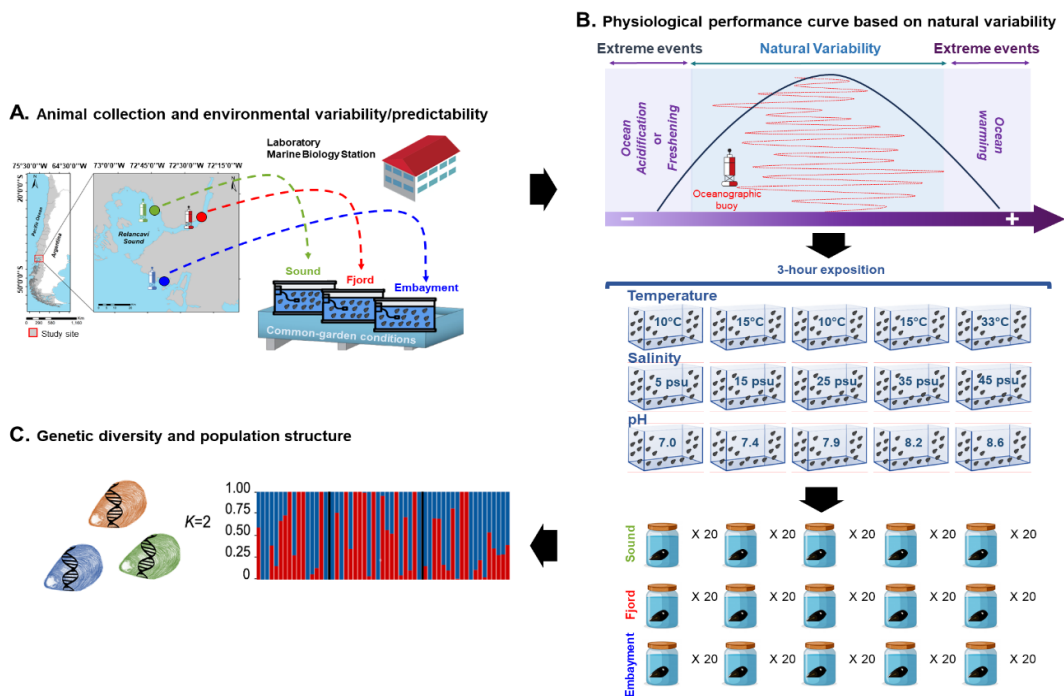 A. Animal collection and environmental variability/predictability
Laboratory
Marine Biology Station
75°30'0"W 64°30'0"W
73°0'0"W 72°45'0"W 72°30'0"W 72°15'0"W
20°0'0"S
50°0'0"S
Pacific Ocean
Argentina
Relancavi
Sound
Study site
Sound
Fjord
Embayment
Common-garden conditions
B. Physiological performance curve based on natural variability
Extreme events
Natural Variability
Extreme events
Ocean
Acidification
or
Freshening
Ocean
warming
Oceanographic
buoy
−
+
3-hour exposition
Temperature
10°C 15°C 10°C 15°C 33°C
Salinity
5 psu 15 psu 25 psu 35 psu 45 psu
pH
7.0 7.4 7.9 8.2 8.6
Sound
X 20 X 20 X 20 X 20 X 20
Fjord
X 20 X 20 X 20 X 20 X 20
Embayment
X 20 X 20 X 20 X 20 X 20
C. Genetic diversity and population structure
K=2
1.00
0.75
0.50
0.25
0